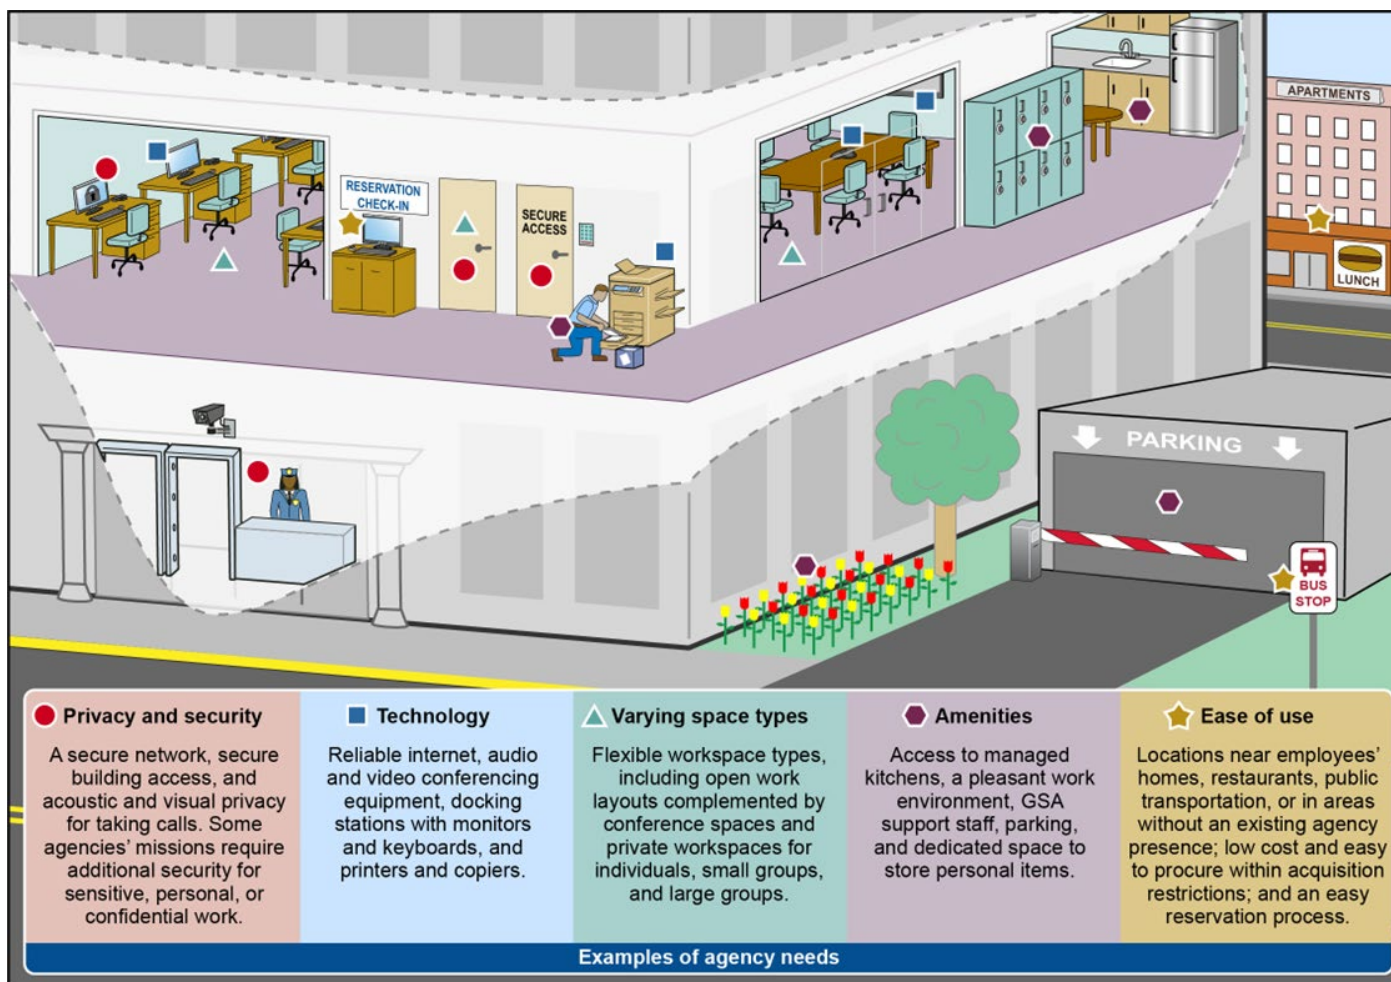 APARTMENTS
RESERVATION
CHECK-IN
SECURE
ACCESS
LUNCH
PARKING
BUS
STOP
Privacy and security
A secure network, secure
building access, and
acoustic and visual privacy
for taking calls. Some
agencies’ missions require
additional security for
sensitive, personal, or
confidential work.
Technology
Reliable internet, audio
and video conferencing
equipment, docking
stations with monitors
and keyboards, and
printers and copiers.
Varying space types
Flexible workspace types,
including open work
layouts complemented by
conference spaces and
private workspaces for
individuals, small groups,
and large groups.
Amenities
Access to managed
kitchens, a pleasant work
environment, GSA
support staff, parking,
and dedicated space to
store personal items.
Ease of use
Locations near employees’
homes, restaurants, public
transportation, or in areas
without an existing agency
presence; low cost and easy
to procure within acquisition
restrictions; and an easy
reservation process.
Examples of agency needs